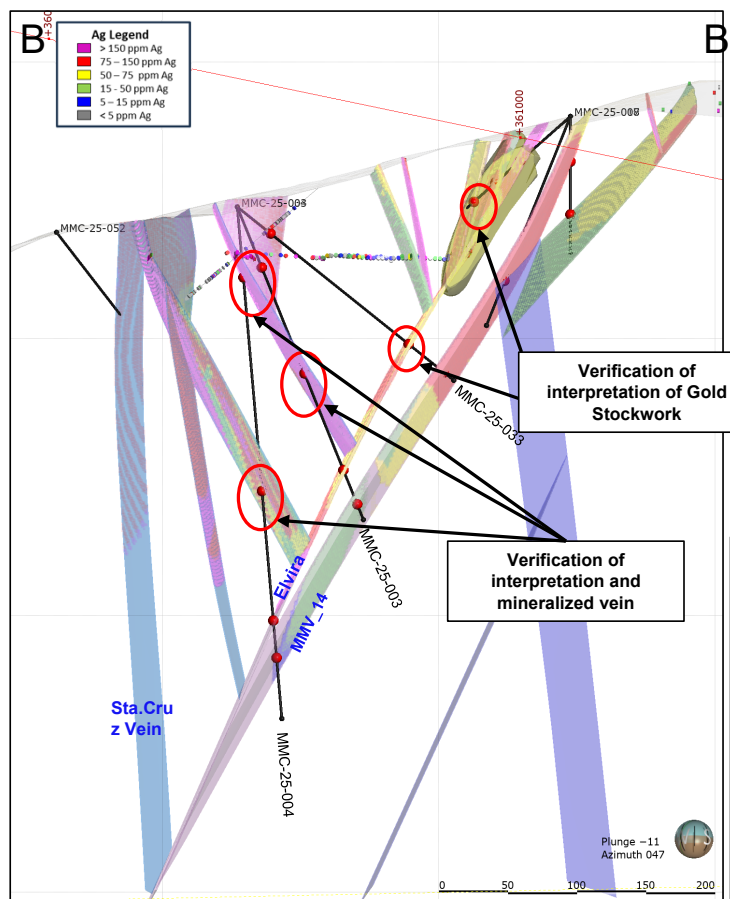 B
B
+360
Ag Legend
> 150 ppm Ag
75 – 150 ppm Ag
50 – 75 ppm Ag
15 - 50 ppm Ag
5 – 15 ppm Ag
< 5 ppm Ag
+361000
MMC-25-052
Verification of
interpretation of Gold
Stockwork
MMC-25-033
Verification of
interpretation and
mineralized vein
MMC-25-003
Elvira
MMV_14
Sta.Cru
z Vein
MMC-25-004
Plunge −11
Azimuth 047
S
0 50 100 150 200